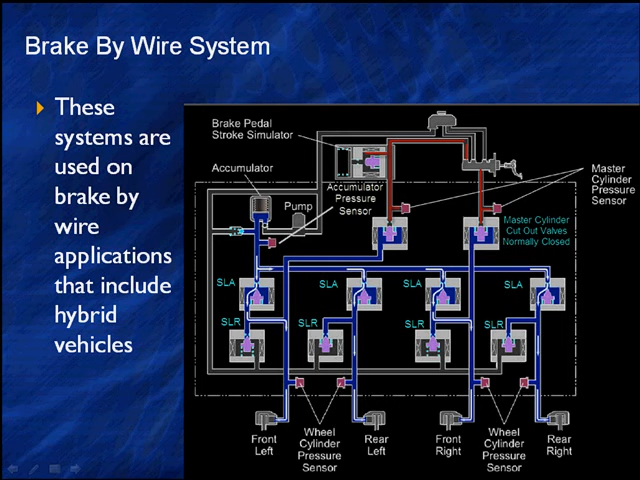 Brake By Wire System
These
systems are
used on
brake by
wire
applications
that include
hybrid
vehicles
Brake Pedal
Stroke Simulator
Accumulator
Accumulator
Pressure
Sensor
Pump
Master
Cylinder
Pressure
Sensor
Master Cylinder
Cut Out Valves
Normally Closed
SLA
SLA
SLA
SLA
SLR
SLR
SLR
SLR
Front
Left
Wheel
Cylinder
Pressure
Sensor
Rear
Left
Front
Right
Wheel
Cylinder
Pressure
Sensor
Rear
Right